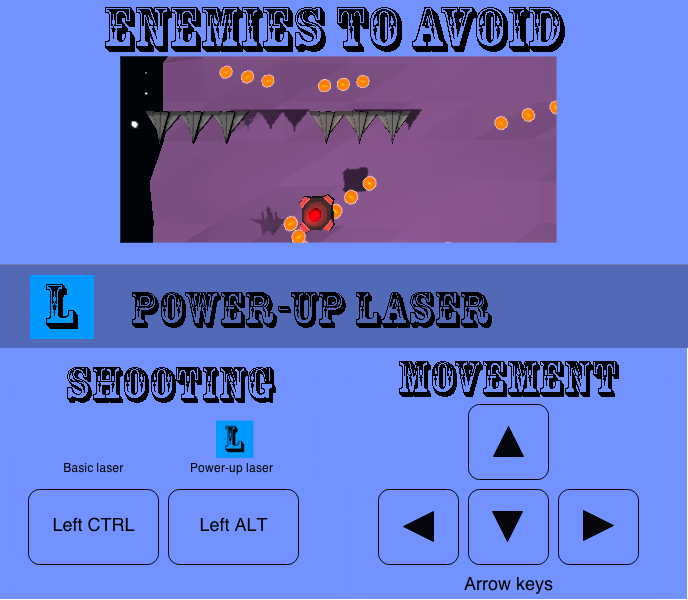 ENEMIES TO AVOID
L POWER-UP LASER
SHOOTING
MOVEMENT
L
Basic laser
Power-up laser
Left CTRL
Left ALT
Arrow keys